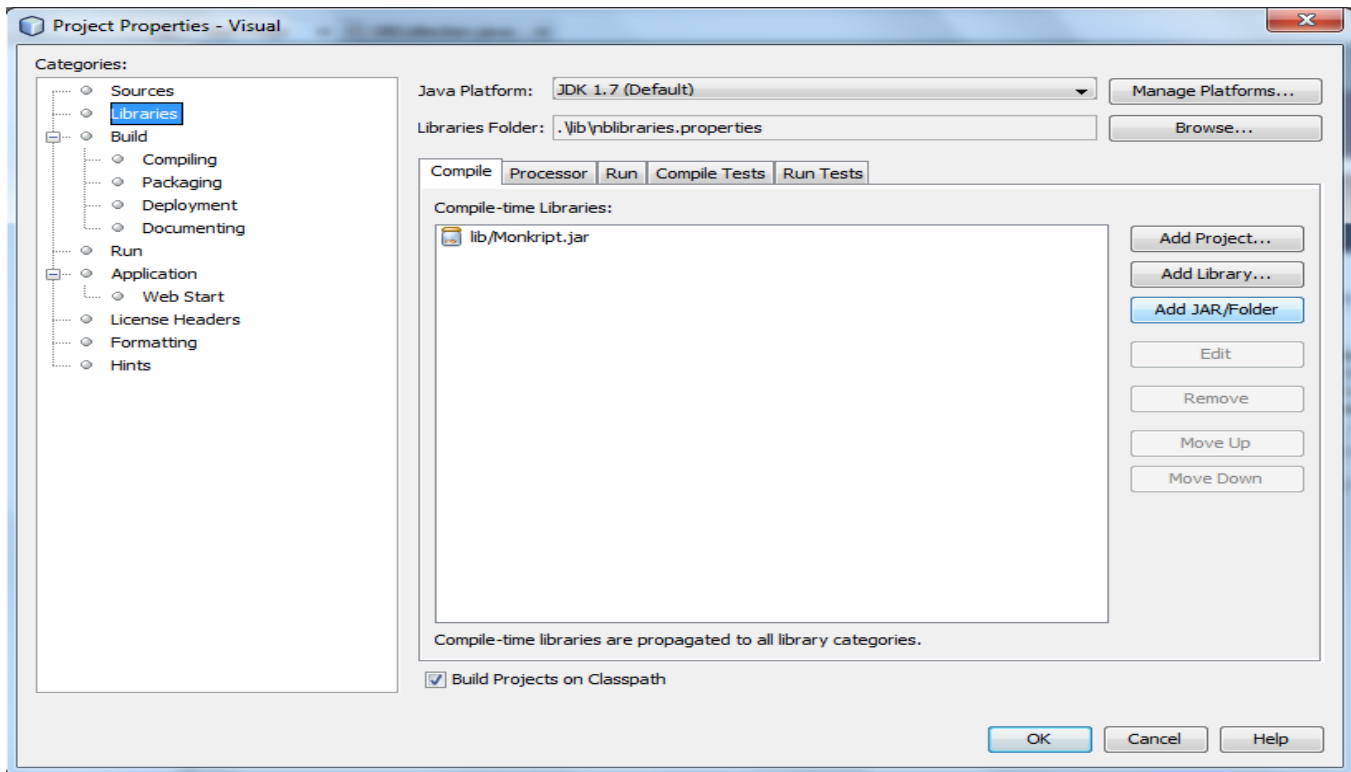 Project Properties - Visual
Categories:
Sources
Libraries
Build
Compiling
Packaging
Deployment
Documenting
Run
Application
Web Start
License Headers
Formatting
Hints
Java Platform: JDK 1.7 (Default) Manage Platforms...
Libraries Folder: .\lib\nblibraries.properties Browse...
Compile Processor Run Compile Tests Run Tests
Compile-time Libraries:
lib/Monkript.jar
Add Project...
Add Library...
Add JAR/Folder
Edit
Remove
Move Up
Move Down
Compile-time libraries are propagated to all library categories.
Build Projects on Classpath
OK Cancel Help